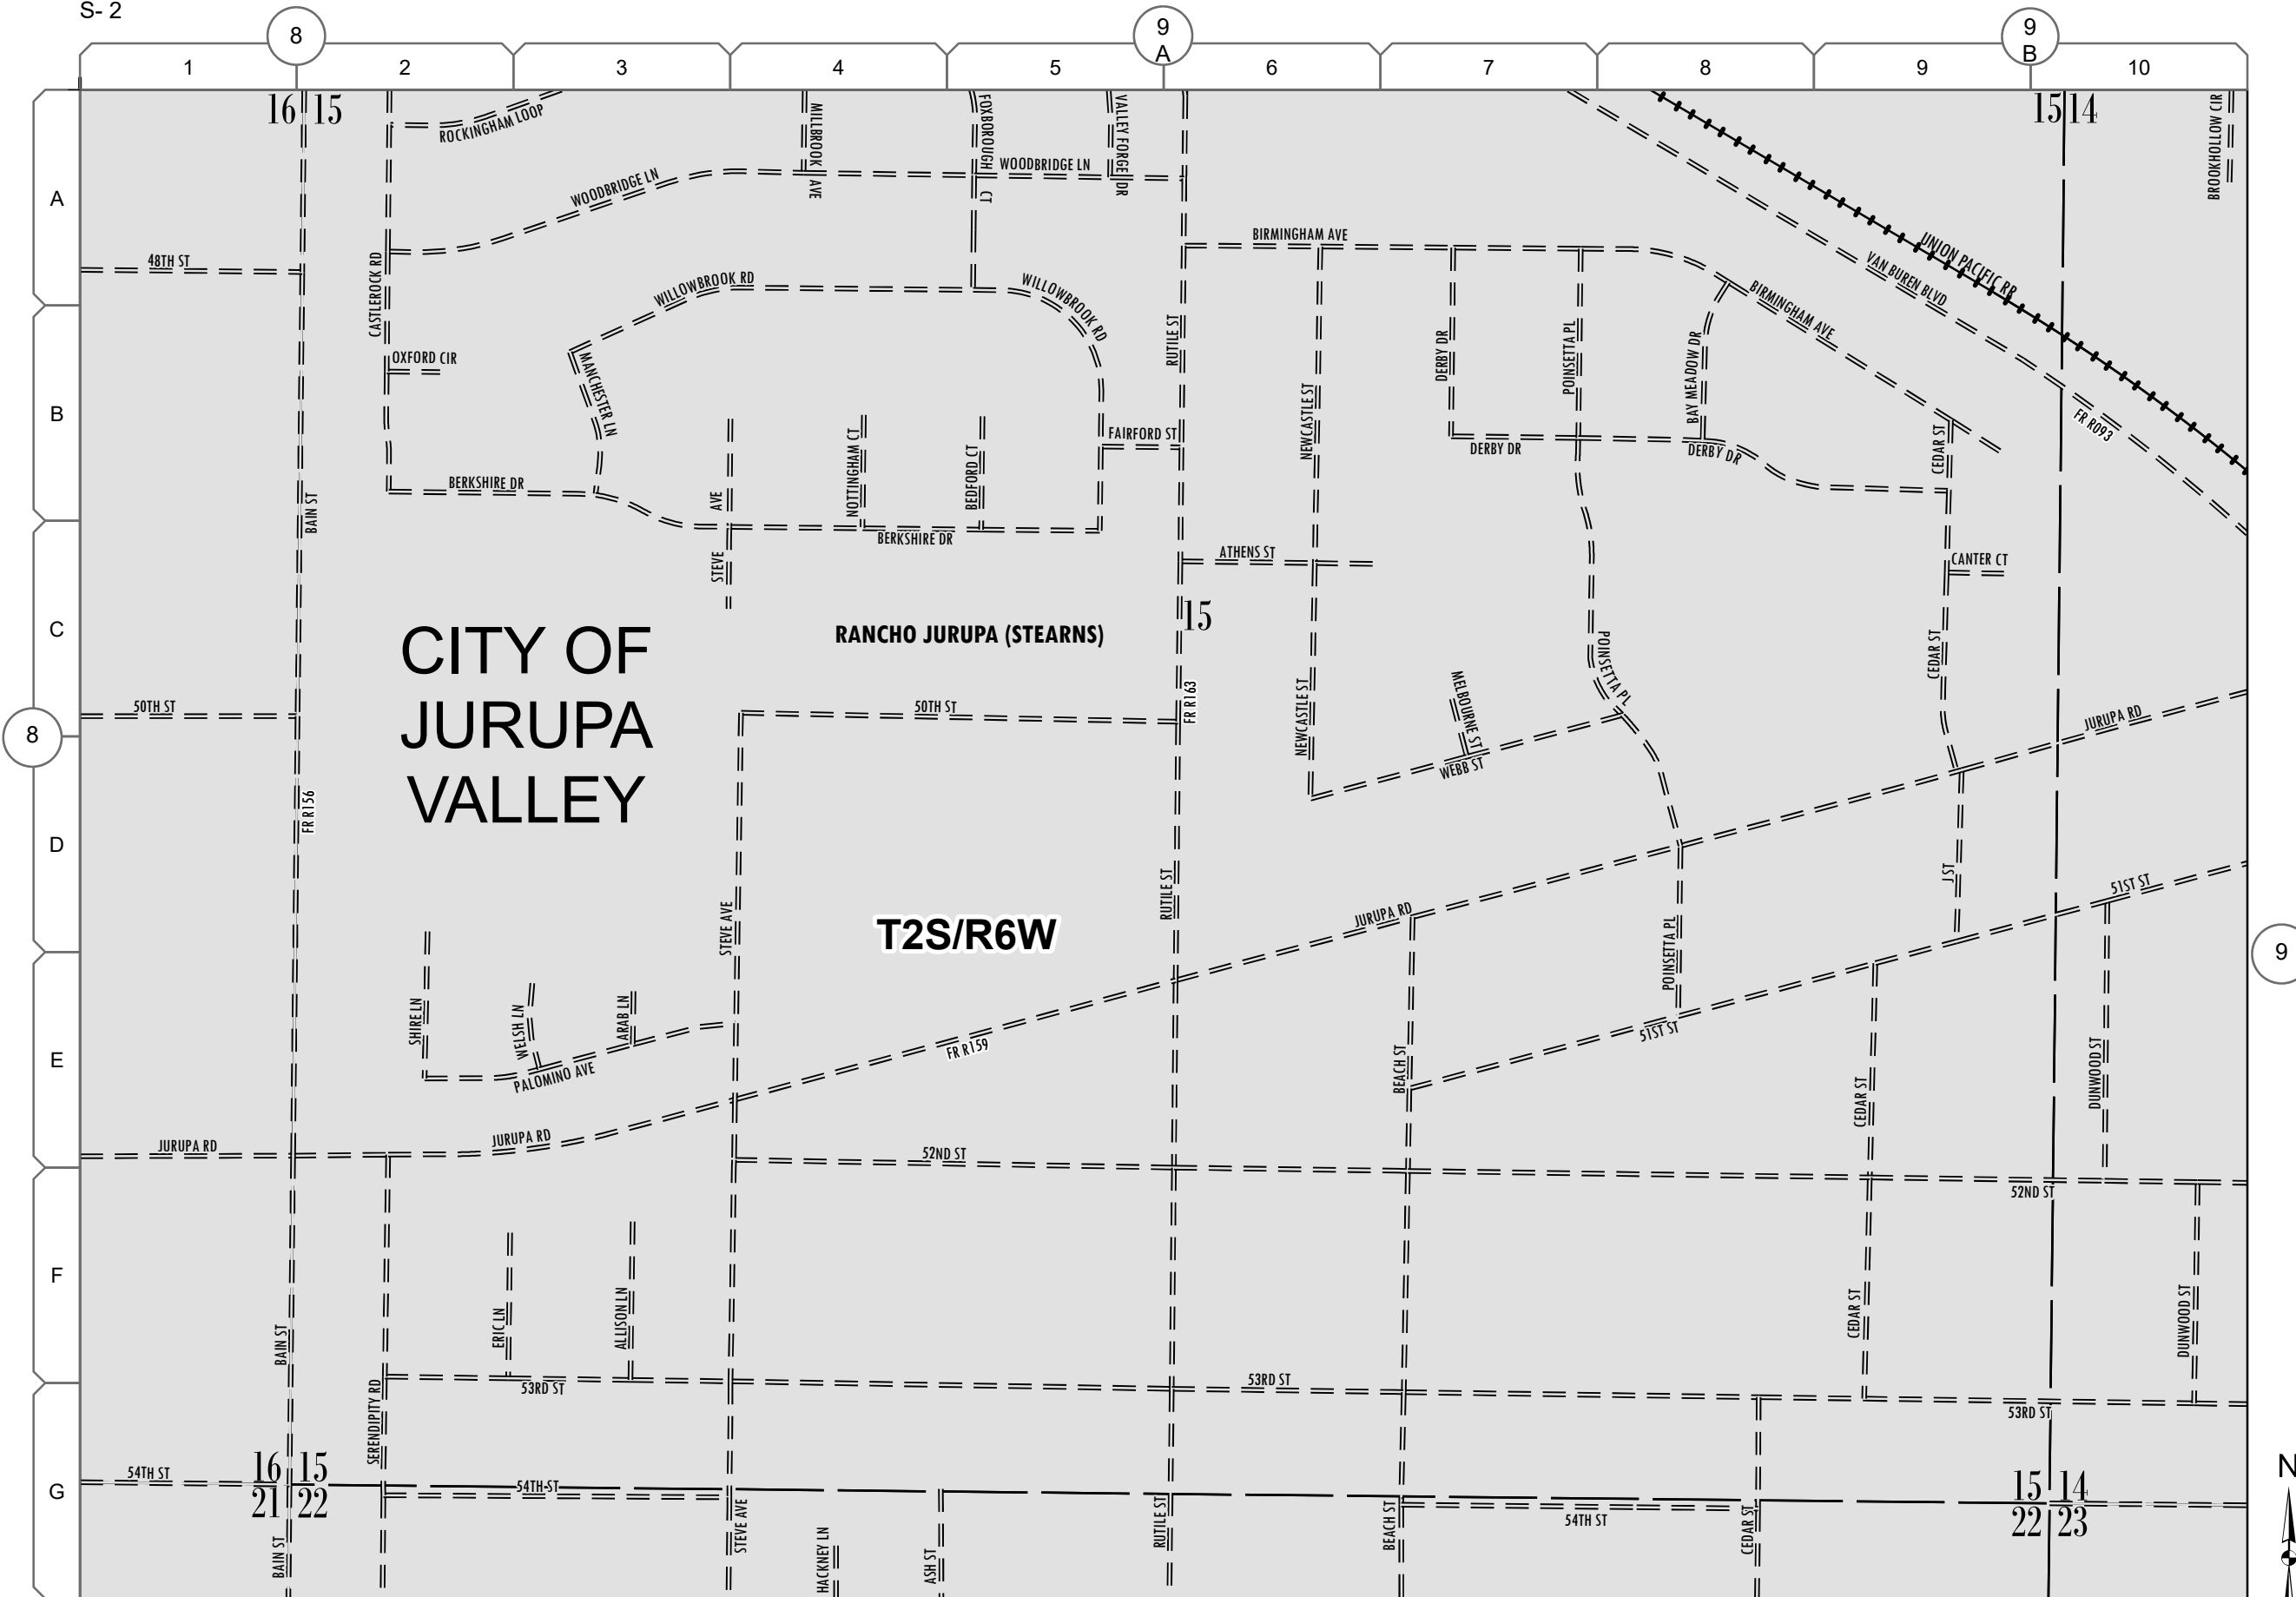 S- 2
8
9
A
9
B
1
2
3
4
5
6
7
8
9
10
A
B
C
8
D
E
F
G
9
N
16
15
15
14
ROCKINGHAM LOOP
MILLBROOK AVE
FOXBOROUGH CT
VALLEY FORGE DR
BROOKHOLLOW CIR
WOODBRIDGE LN
WOODBRIDGE LN
48TH ST
CASTLEROCK RD
WILLOWBROOK RD
WILLOWBROOK RD
BIRMINGHAM AVE
UNION PACIFIC RR
VAN BUREN BLVD
BIRMINGHAM AVE
RUTILE ST
OXFORD CIR
MANCHESTER LN
DERBY DR
POINSETTA PL
BAY MEADOW DR
NEWCASTLE ST
FR R093
FAIRFORD ST
NOTTINGHAM CT
BEDFORD CT
DERBY DR
DERBY DR
CEDAR ST
BERKSHIRE DR
BAIN ST
STEVE AVE
BERKSHIRE DR
ATHENS ST
CANTER CT
CITY OF
JURUPA
VALLEY
RANCHO JURUPA (STEARNS)
15
CEDAR ST
POINSETTA PL
50TH ST
50TH ST
FR R163
NEWCASTLE ST
MELBOURNE ST
WEBB ST
JURUPA RD
FR R156
RUTILE ST
J ST
51ST ST
STEVE AVE
T2S/R6W
JURUPA RD
POINSETTA PL
SHIRE LN
WELSH LN
ARAB LN
PALOMINO AVE
FR R159
51ST ST
BEACH ST
CEDAR ST
DUNWOOD ST
JURUPA RD
JURUPA RD
52ND ST
52ND ST
BAIN ST
ERIC LN
ALLISON LN
CEDAR ST
DUNWOOD ST
53RD ST
53RD ST
53RD ST
SERENDIPITY RD
54TH ST
16
15
21
22
54TH ST
STEVE AVE
RUTILE ST
BEACH ST
54TH ST
CEDAR ST
15
14
22
23
BAIN ST
HACKNEY LN
ASH ST